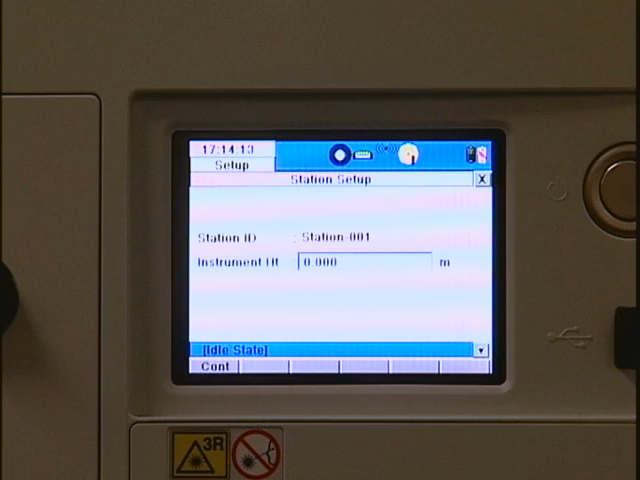 17:14:13
Setup
Station Setup X
Station ID : Station-001
Instrument Ht 0.000 m
[Idle State]
Cont
3R